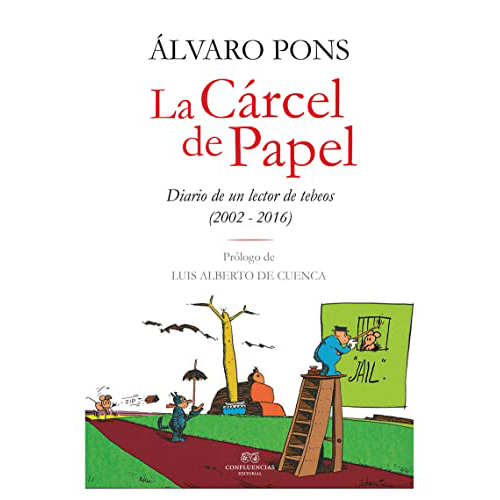 ÁLVARO PONS
La Cárcel
de Papel
Diario de un lector de tebeos
(2002 - 2016)
Prólogo de
LUIS ALBERTO DE CUENCA
ZIP
"JAIL"
CONFLUENCIAS
EDITORIAL